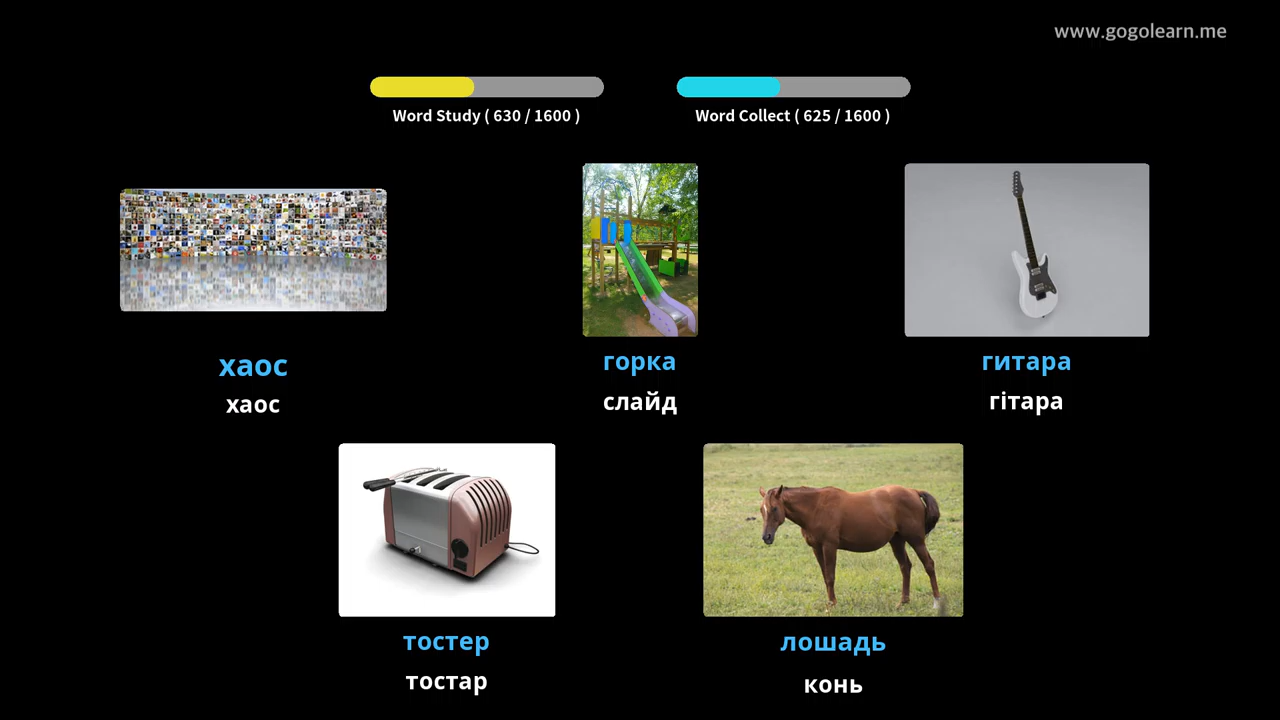 www.gogolearn.me
Word Study ( 630 / 1600 )
Word Collect ( 625 / 1600 )
хаос
хаос
горка
слайд
гитара
гітара
тостер
тостар
лошадь
конь